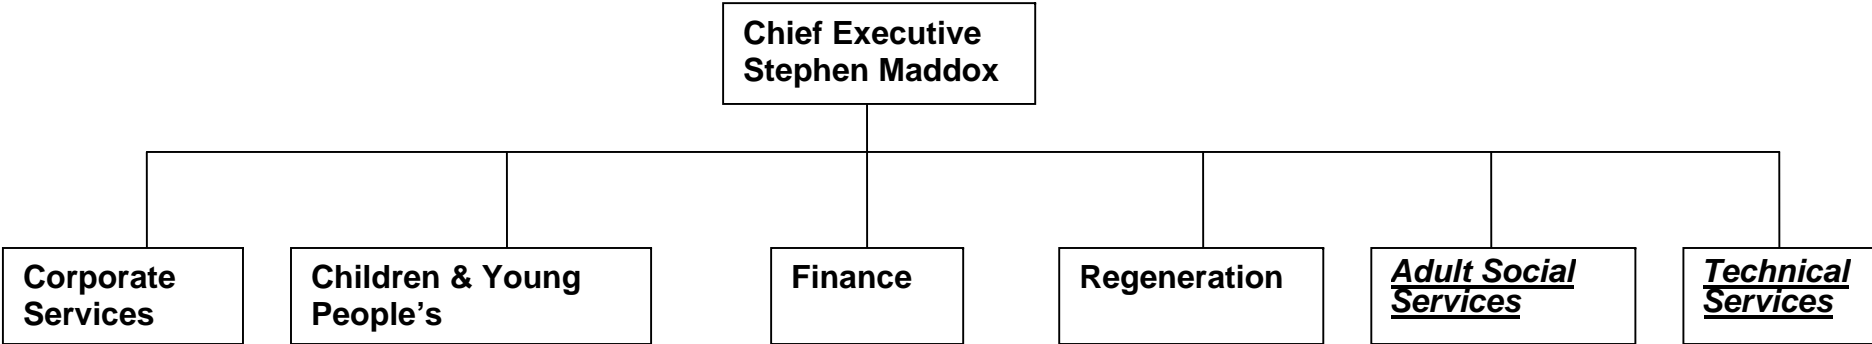 Chief Executive
Stephen Maddox
Corporate
Services
Children & Young
People's
Finance
Regeneration
Adult Social
Services
Technical
Services